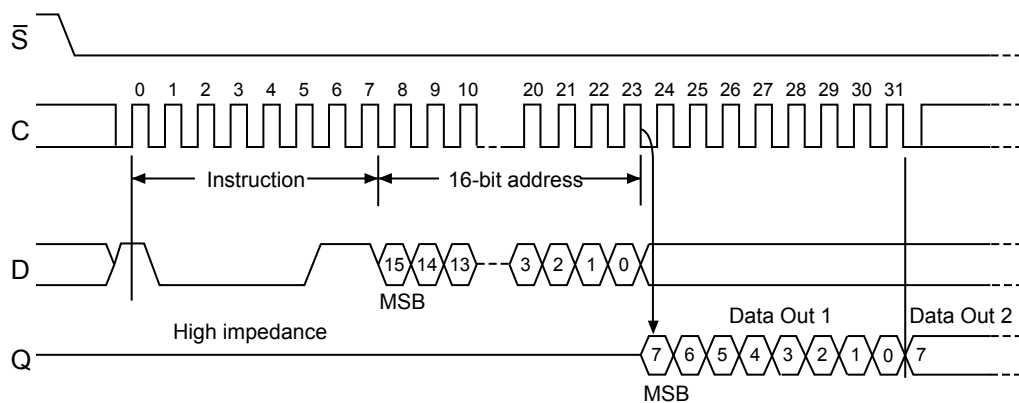 S̅
0 1 2 3 4 5 6 7 8 9 10 20 21 22 23 24 25 26 27 28 29 30 31
C
Instruction 16-bit address
D 15 14 13 3 2 1 0
MSB
High impedance Data Out 1 Data Out 2
Q 7 6 5 4 3 2 1 0 7
MSB